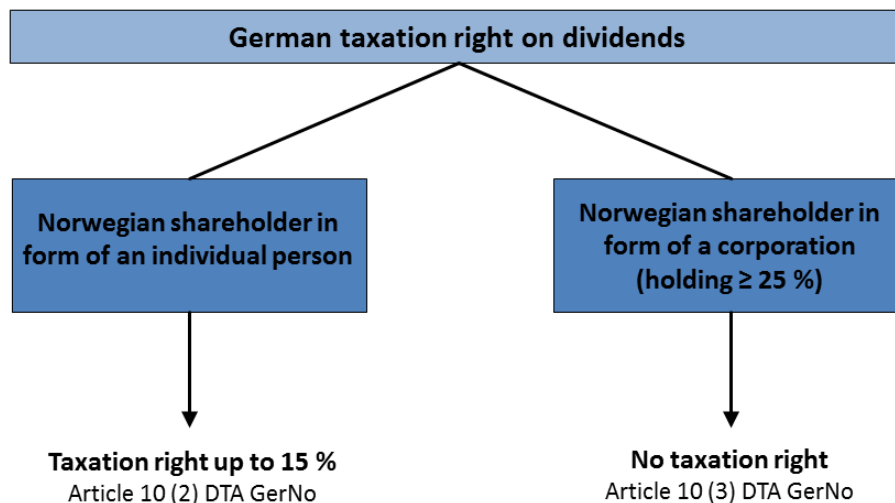 German taxation right on dividends
Norwegian shareholder in
form of an individual person
Norwegian shareholder in
form of a corporation
(holding ≥ 25 %)
Taxation right up to 15 %
Article 10 (2) DTA GerNo
No taxation right
Article 10 (3) DTA GerNo